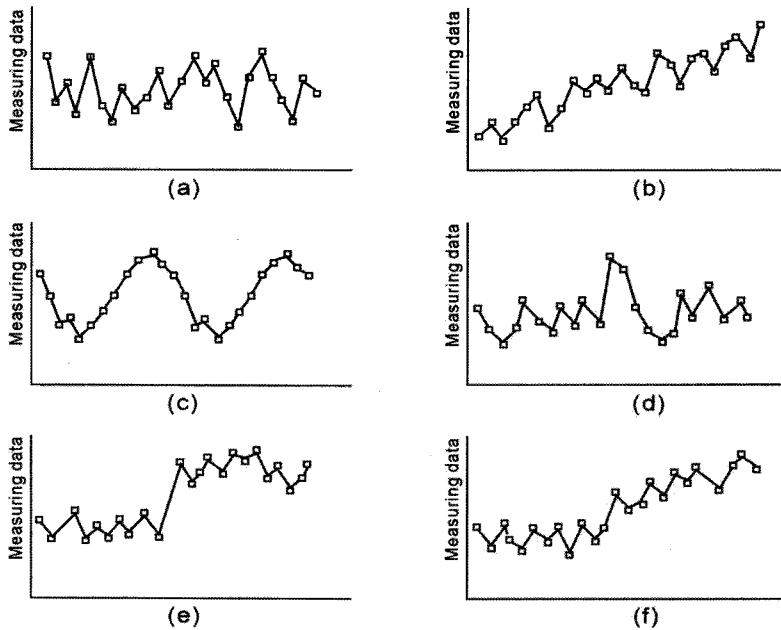 Measuring data
(a)
Measuring data
(b)
Measuring data
(c)
Measuring data
(d)
Measuring data
(e)
Measuring data
(f)